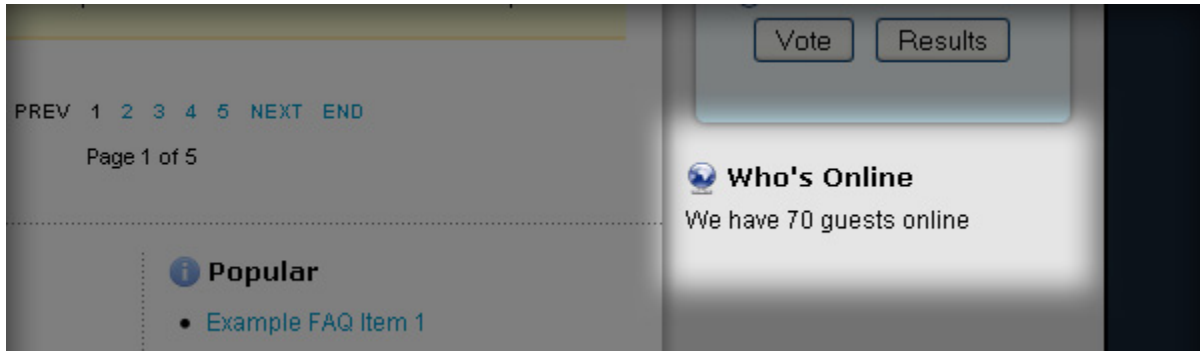 Vote Results
PREV 1 2 3 4 5 NEXT END
Page 1 of 5
Who's Online
We have 70 guests online
Popular
Example FAQ Item 1